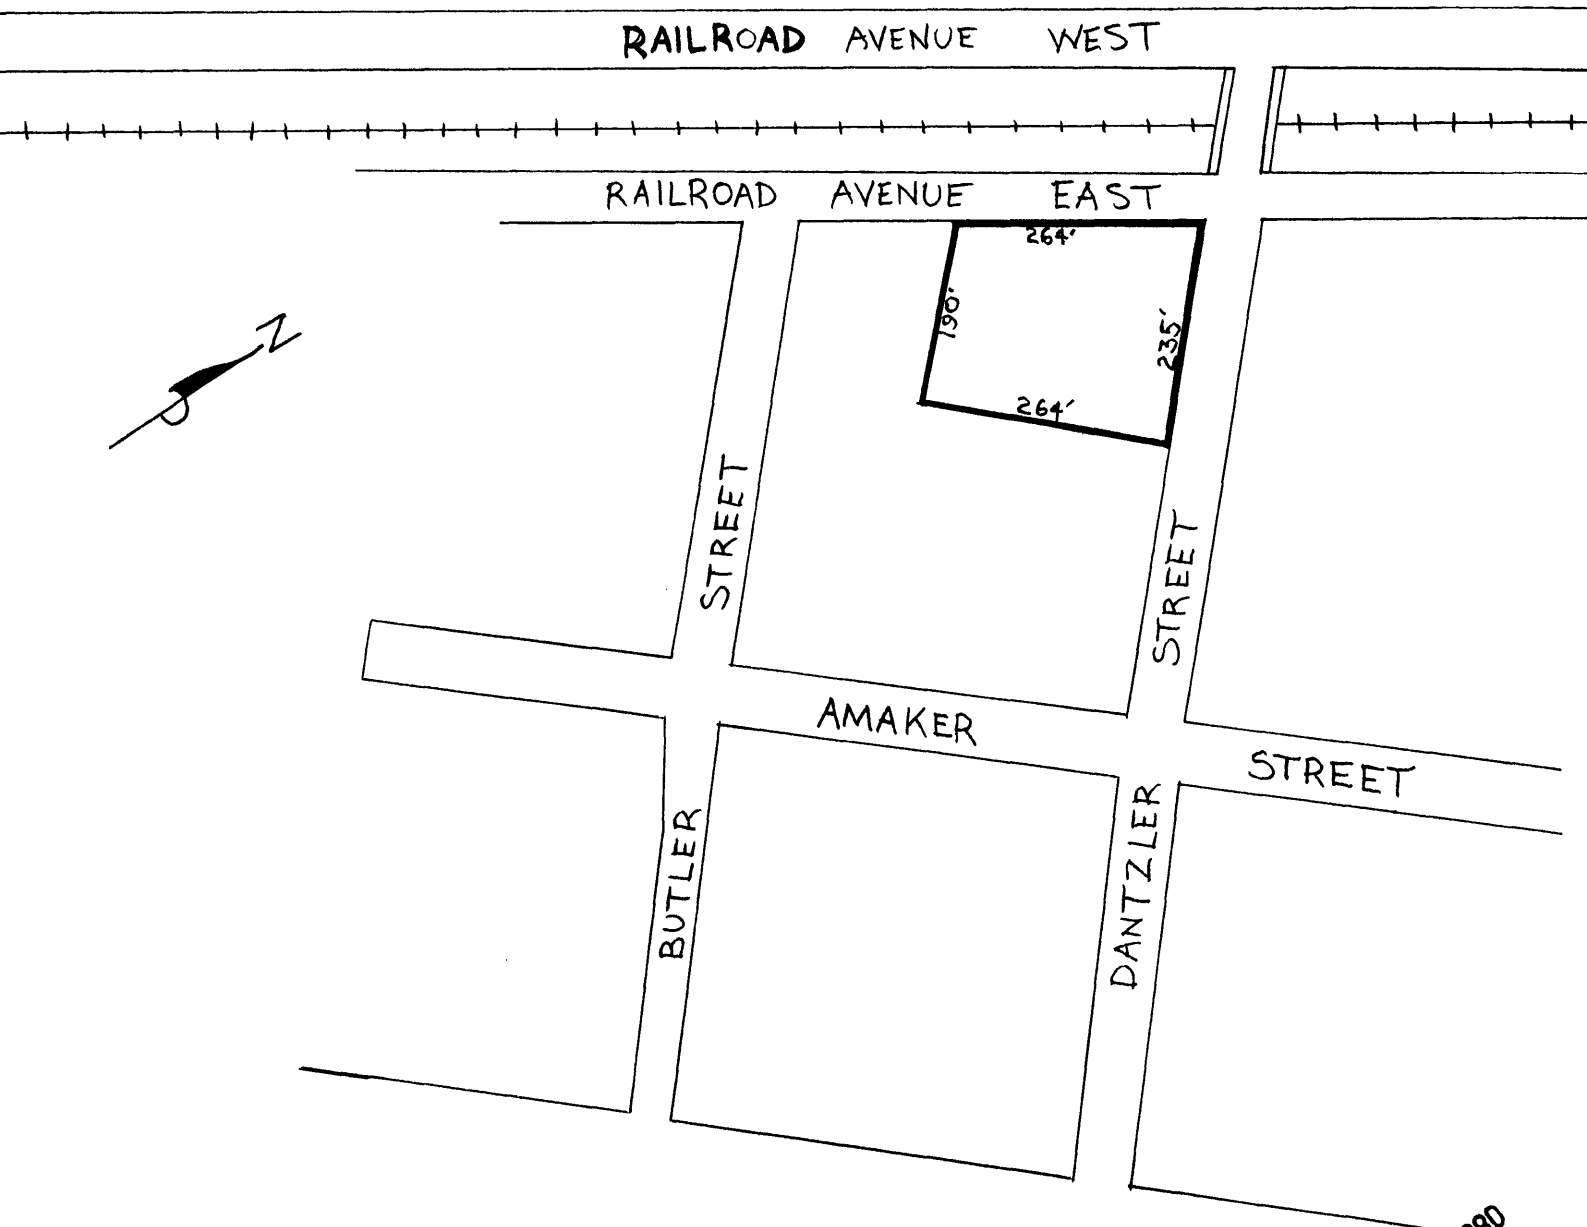 RAILROAD AVENUE WEST
RAILROAD AVENUE EAST
264'
190'
235'
264'
N
STREET
STREET
AMAKER STREET
BUTLER
DANTZLER